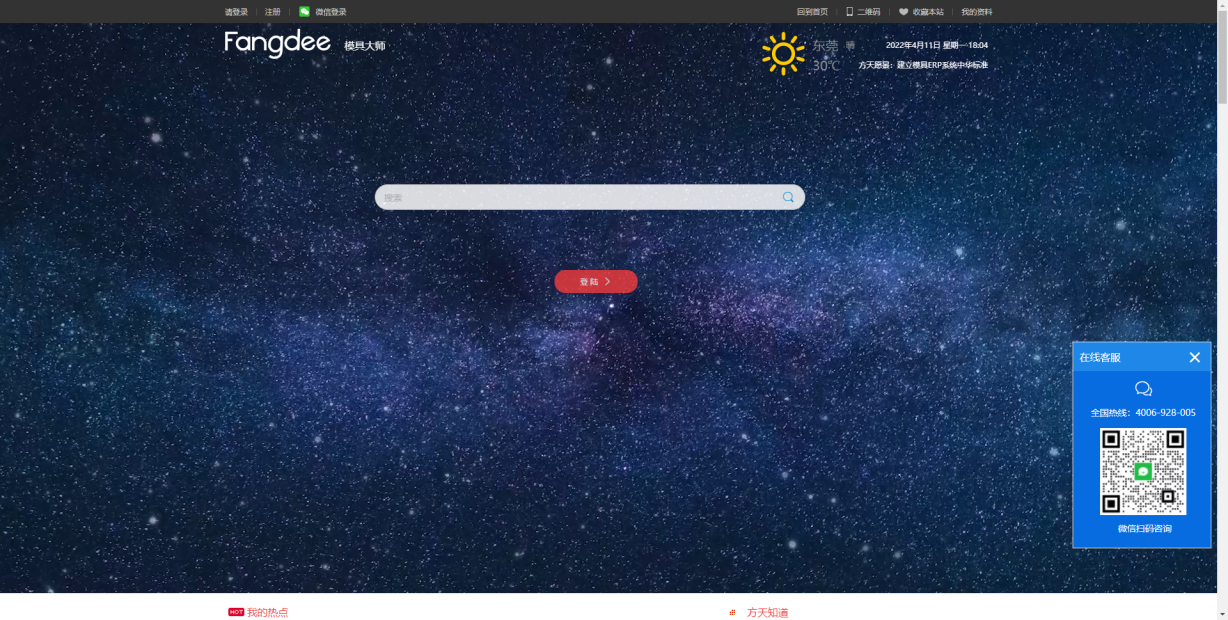 请登录
注册
微信登录
回到首页
二维码
收藏本站
我的资料
Fangdee 模具大师
东莞 晴
30℃
2022年4月11日 星期一 18:04
方天愿景：建立模具ERP系统中华标准
搜索
登陆
在线客服
全国热线：4006-928-005
微信扫码咨询
HOT 我的热点
方天知道